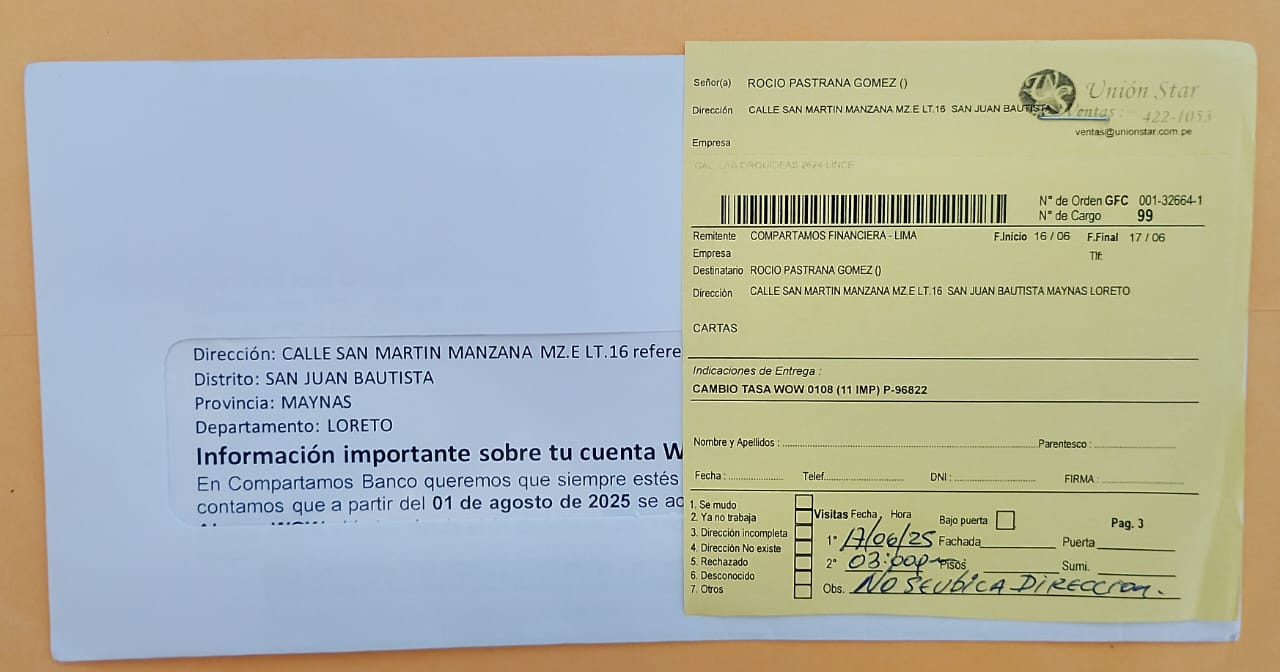 Señor(a) ROCIO PASTRANA GOMEZ ()
Dirección CALLE SAN MARTIN MANZANA MZ.E LT.16 SAN JUAN BAUTISTA
Empresa
Unión Star
Ventas: 422-1053
ventas@unionstar.com.pe
CAL. LAS ORQUIDEAS 2624 LINCE
N° de Orden GFC 001-32664-1
N° de Cargo 99
Remitente COMPARTAMOS FINANCIERA - LIMA F.Inicio 16 / 06 F.Final 17 / 06
Empresa Tlf:
Destinatario ROCIO PASTRANA GOMEZ ()
Dirección CALLE SAN MARTIN MANZANA MZ.E LT.16 SAN JUAN BAUTISTA MAYNAS LORETO
CARTAS
Indicaciones de Entrega :
CAMBIO TASA WOW 0108 (11 IMP) P-96822
Nombre y Apellidos : Parentesco :
Fecha : Telef. DNI : FIRMA :
1. Se mudo
2. Ya no trabaja
3. Dirección incompleta
4. Dirección No existe
5. Rechazado
6. Desconocido
7. Otros
Visitas Fecha, Hora Bajo puerta Pag. 3
1° 17/06/25 Fachada Puerta
2° 03:00pm Pisos Sumi.
Obs. NO SE UBICA DIRECCION.
Dirección: CALLE SAN MARTIN MANZANA MZ.E LT.16 refere
Distrito: SAN JUAN BAUTISTA
Provincia: MAYNAS
Departamento: LORETO
Información importante sobre tu cuenta W
En Compartamos Banco queremos que siempre estés
contamos que a partir del 01 de agosto de 2025 se